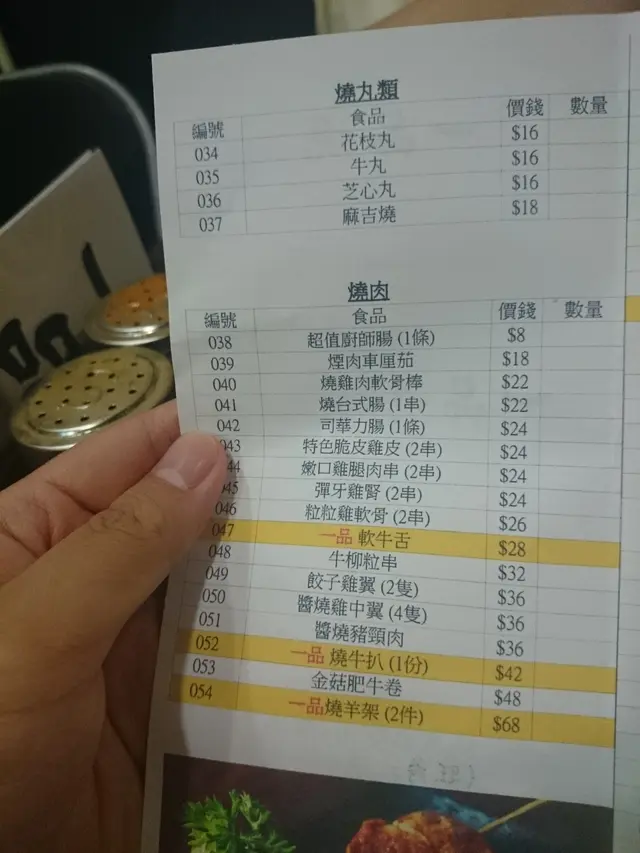 燒丸類
編號 食品 價錢 數量
034 花枝丸 $16
035 牛丸 $16
036 芝心丸 $16
037 麻吉燒 $18
燒肉
編號 食品 價錢 數量
038 超值廚師腸 (1條) $8
039 煙肉車厘茄 $18
040 燒雞肉軟骨棒 $22
041 燒台式腸 (1串) $22
042 司華力腸 (1條) $24
043 特色脆皮雞皮 (2串) $24
44 嫩口雞腿肉串 (2串) $24
045 彈牙雞腎 (2串) $24
046 粒粒雞軟骨 (2串) $26
047 一品 軟牛舌 $28
048 牛柳粒串 $32
049 餃子雞翼 (2隻) $36
050 醬燒雞中翼 (4隻) $36
051 醬燒豬頸肉 $36
052 一品 燒牛扒 (1份) $42
053 金菇肥牛卷 $48
054 一品燒羊架 (2件) $68